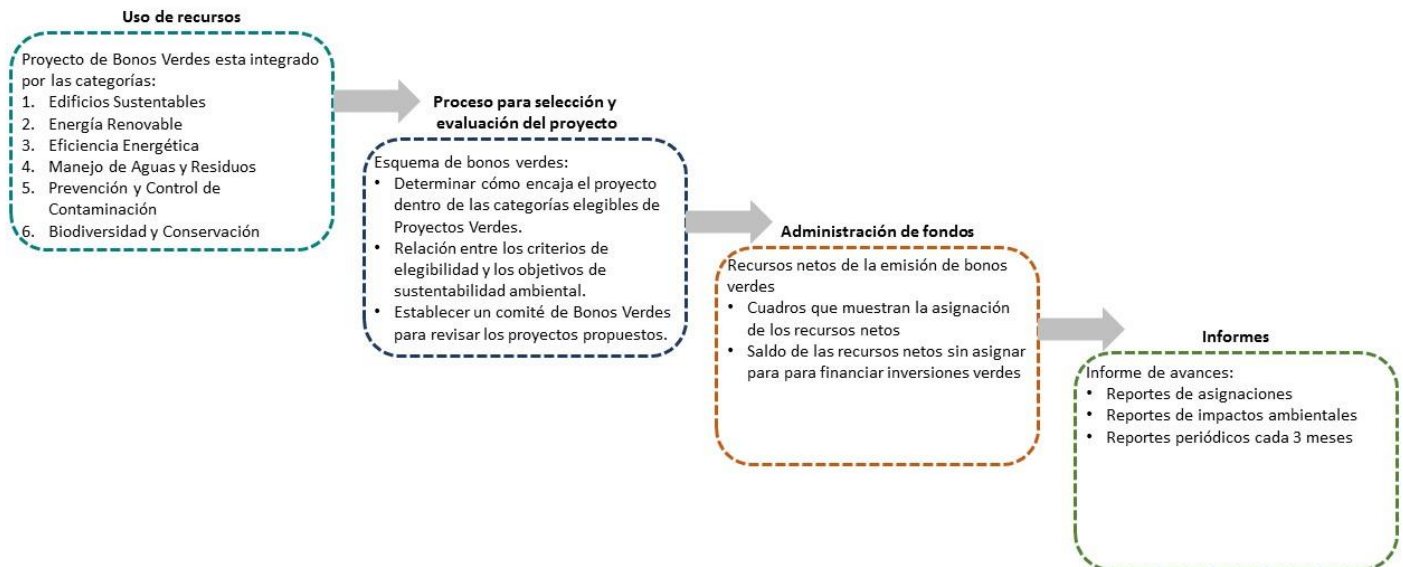 Uso de recursos
Proyecto de Bonos Verdes esta integrado
por las categorías:
1. Edificios Sustentables
2. Energía Renovable
3. Eficiencia Energética
4. Manejo de Aguas y Residuos
5. Prevención y Control de
Contaminación
6. Biodiversidad y Conservación
Proceso para selección y
evaluación del proyecto
Esquema de bonos verdes:
• Determinar cómo encaja el proyecto
dentro de las categorías elegibles de
Proyectos Verdes.
• Relación entre los criterios de
elegibilidad y los objetivos de
sustentabilidad ambiental.
• Establecer un comité de Bonos Verdes
para revisar los proyectos propuestos.
Administración de fondos
Recursos netos de la emisión de bonos
verdes
• Cuadros que muestran la asignación
de los recursos netos
• Saldo de las recursos netos sin asignar
para para financiar inversiones verdes
Informes
Informe de avances:
• Reportes de asignaciones
• Reportes de impactos ambientales
• Reportes periódicos cada 3 meses